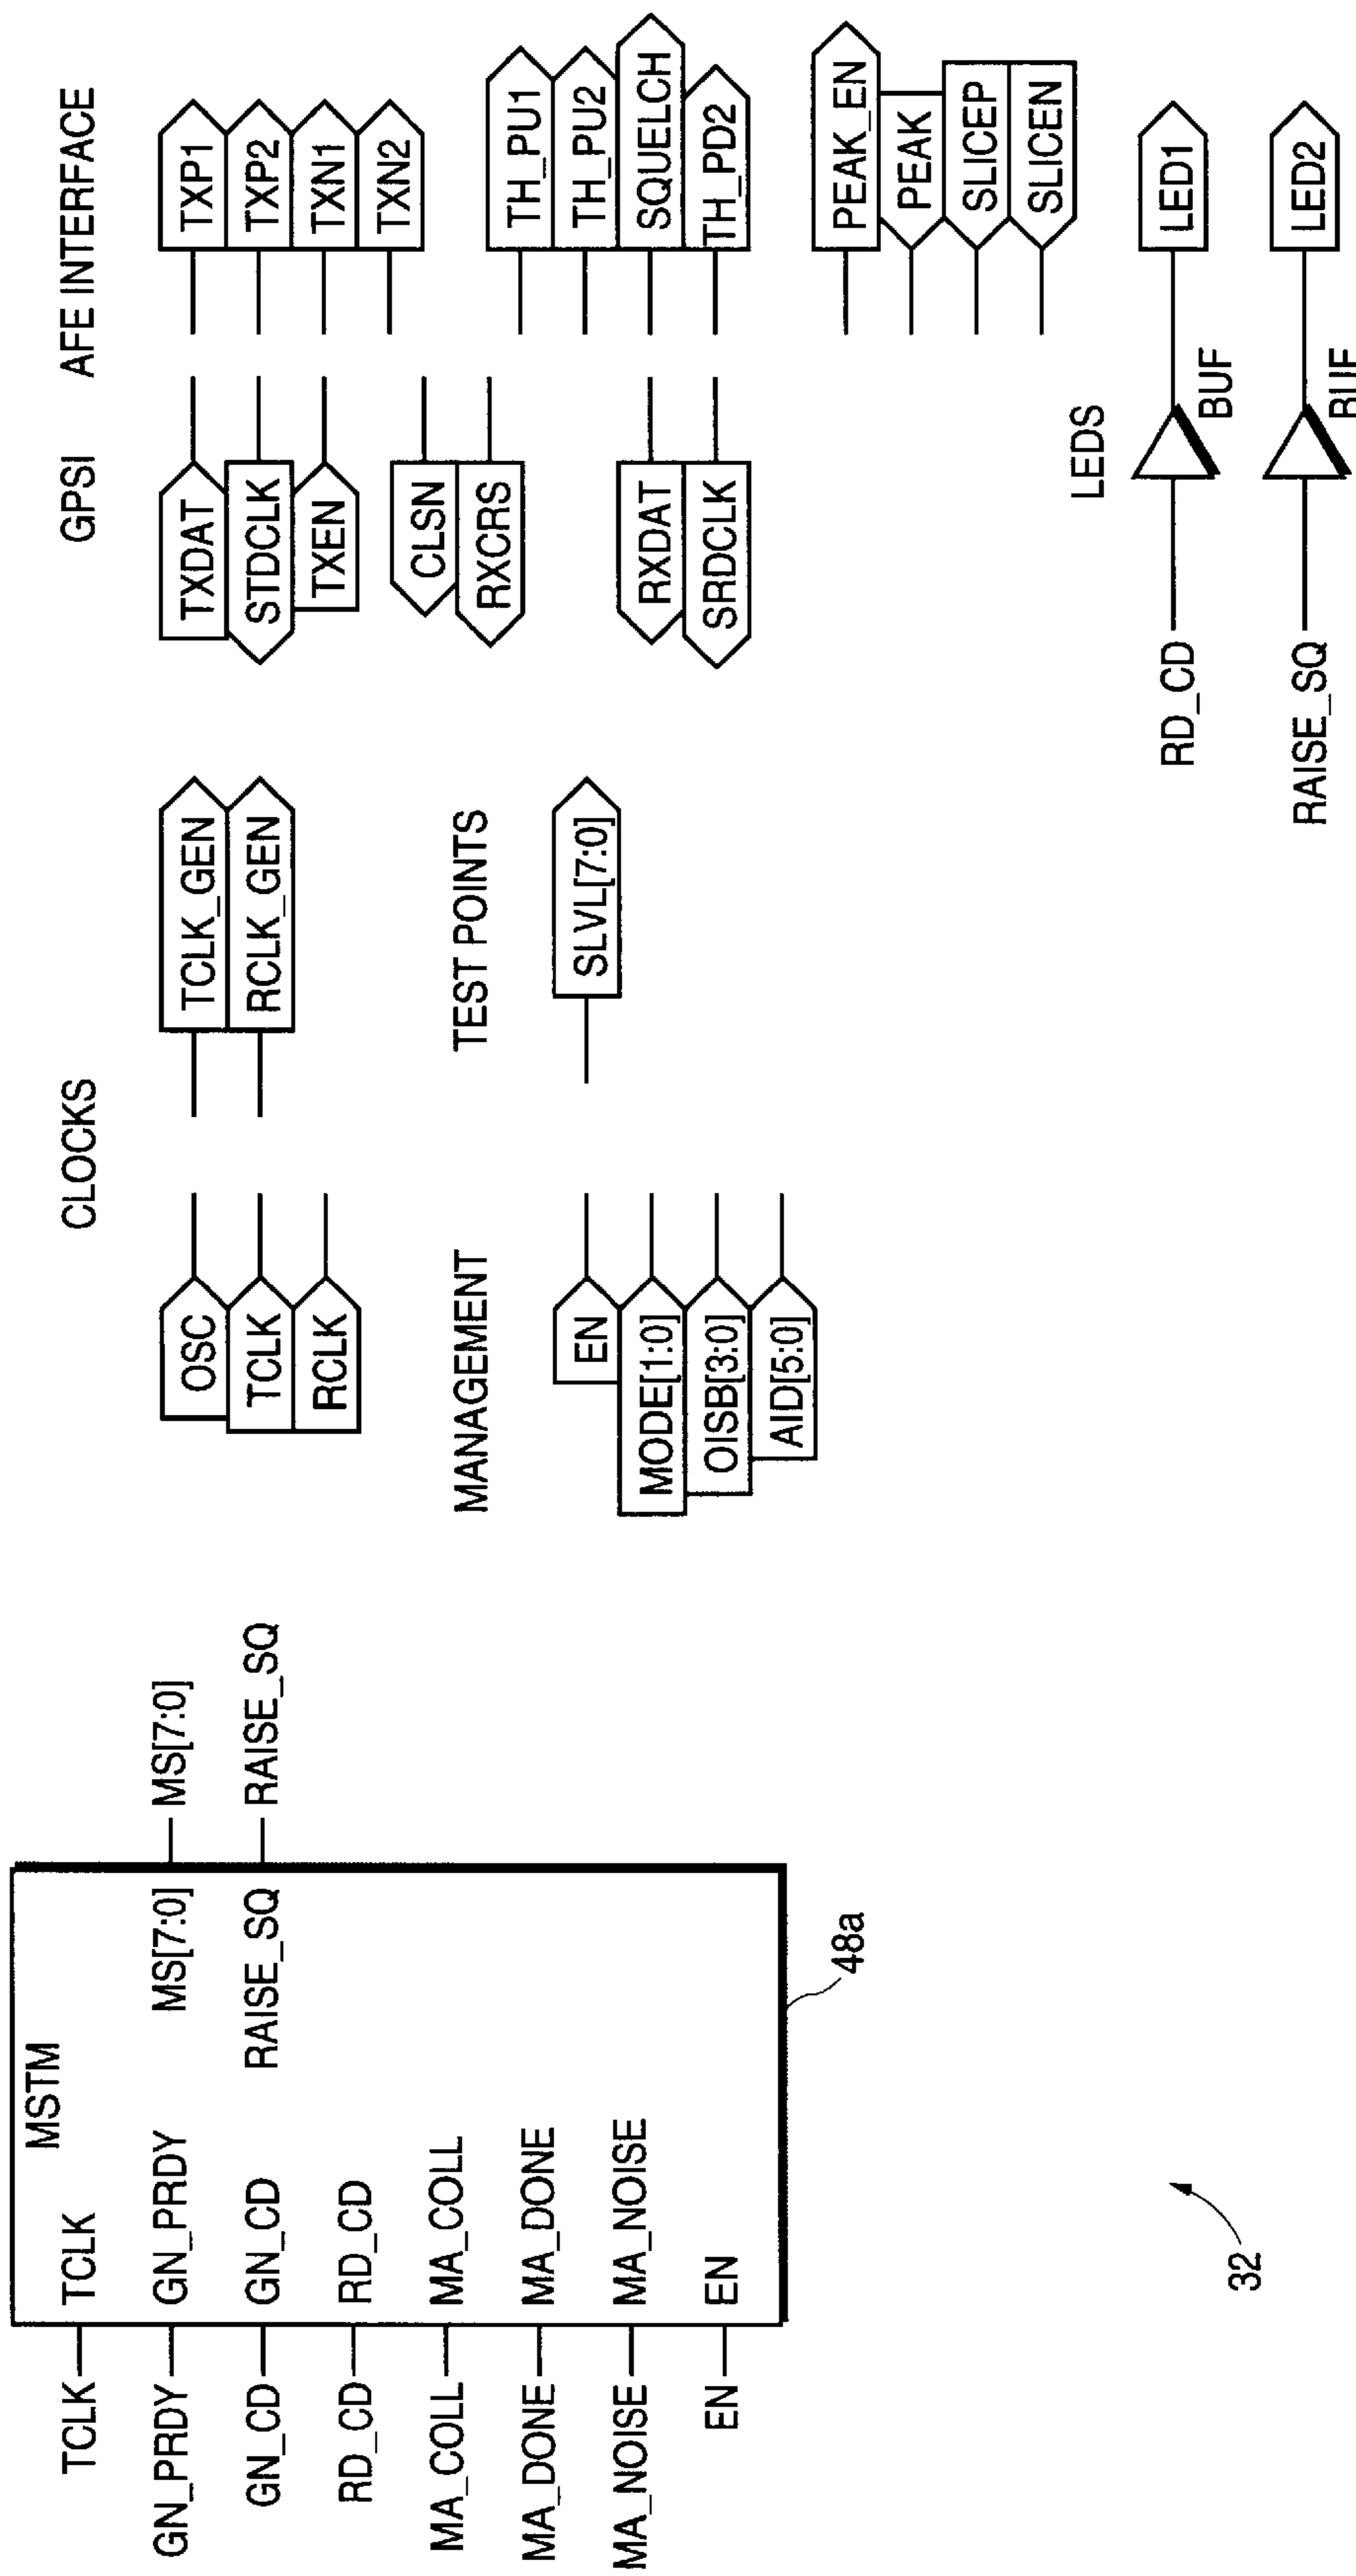 MSTM
TCLK
TCLK
GN_PRDY
GN_PRDY
MS[7:0]
MS[7:0]
GN_CD
GN_CD
RAISE_SQ
RAISE_SQ
RD_CD
RD_CD
MA_COLL
MA_COLL
MA_DONE
MA_DONE
MA_NOISE
MA_NOISE
EN
EN
48a
32
CLOCKS
OSC
TCLK
RCLK
TCLK_GEN
RCLK_GEN
MANAGEMENT
EN
MODE[1:0]
OISB[3:0]
AID[5:0]
TEST POINTS
SLVL[7:0]
GPSI
TXDAT
STDCLK
TXEN
CLSN
RXCRS
RXDAT
SRDCLK
AFE INTERFACE
TXP1
TXP2
TXN1
TXN2
TH_PU1
TH_PU2
SQUELCH
TH_PD2
PEAK_EN
PEAK
SLICEP
SLICEN
LEDS
RD_CD
BUF
LED1
RAISE_SQ
BUF
LED2